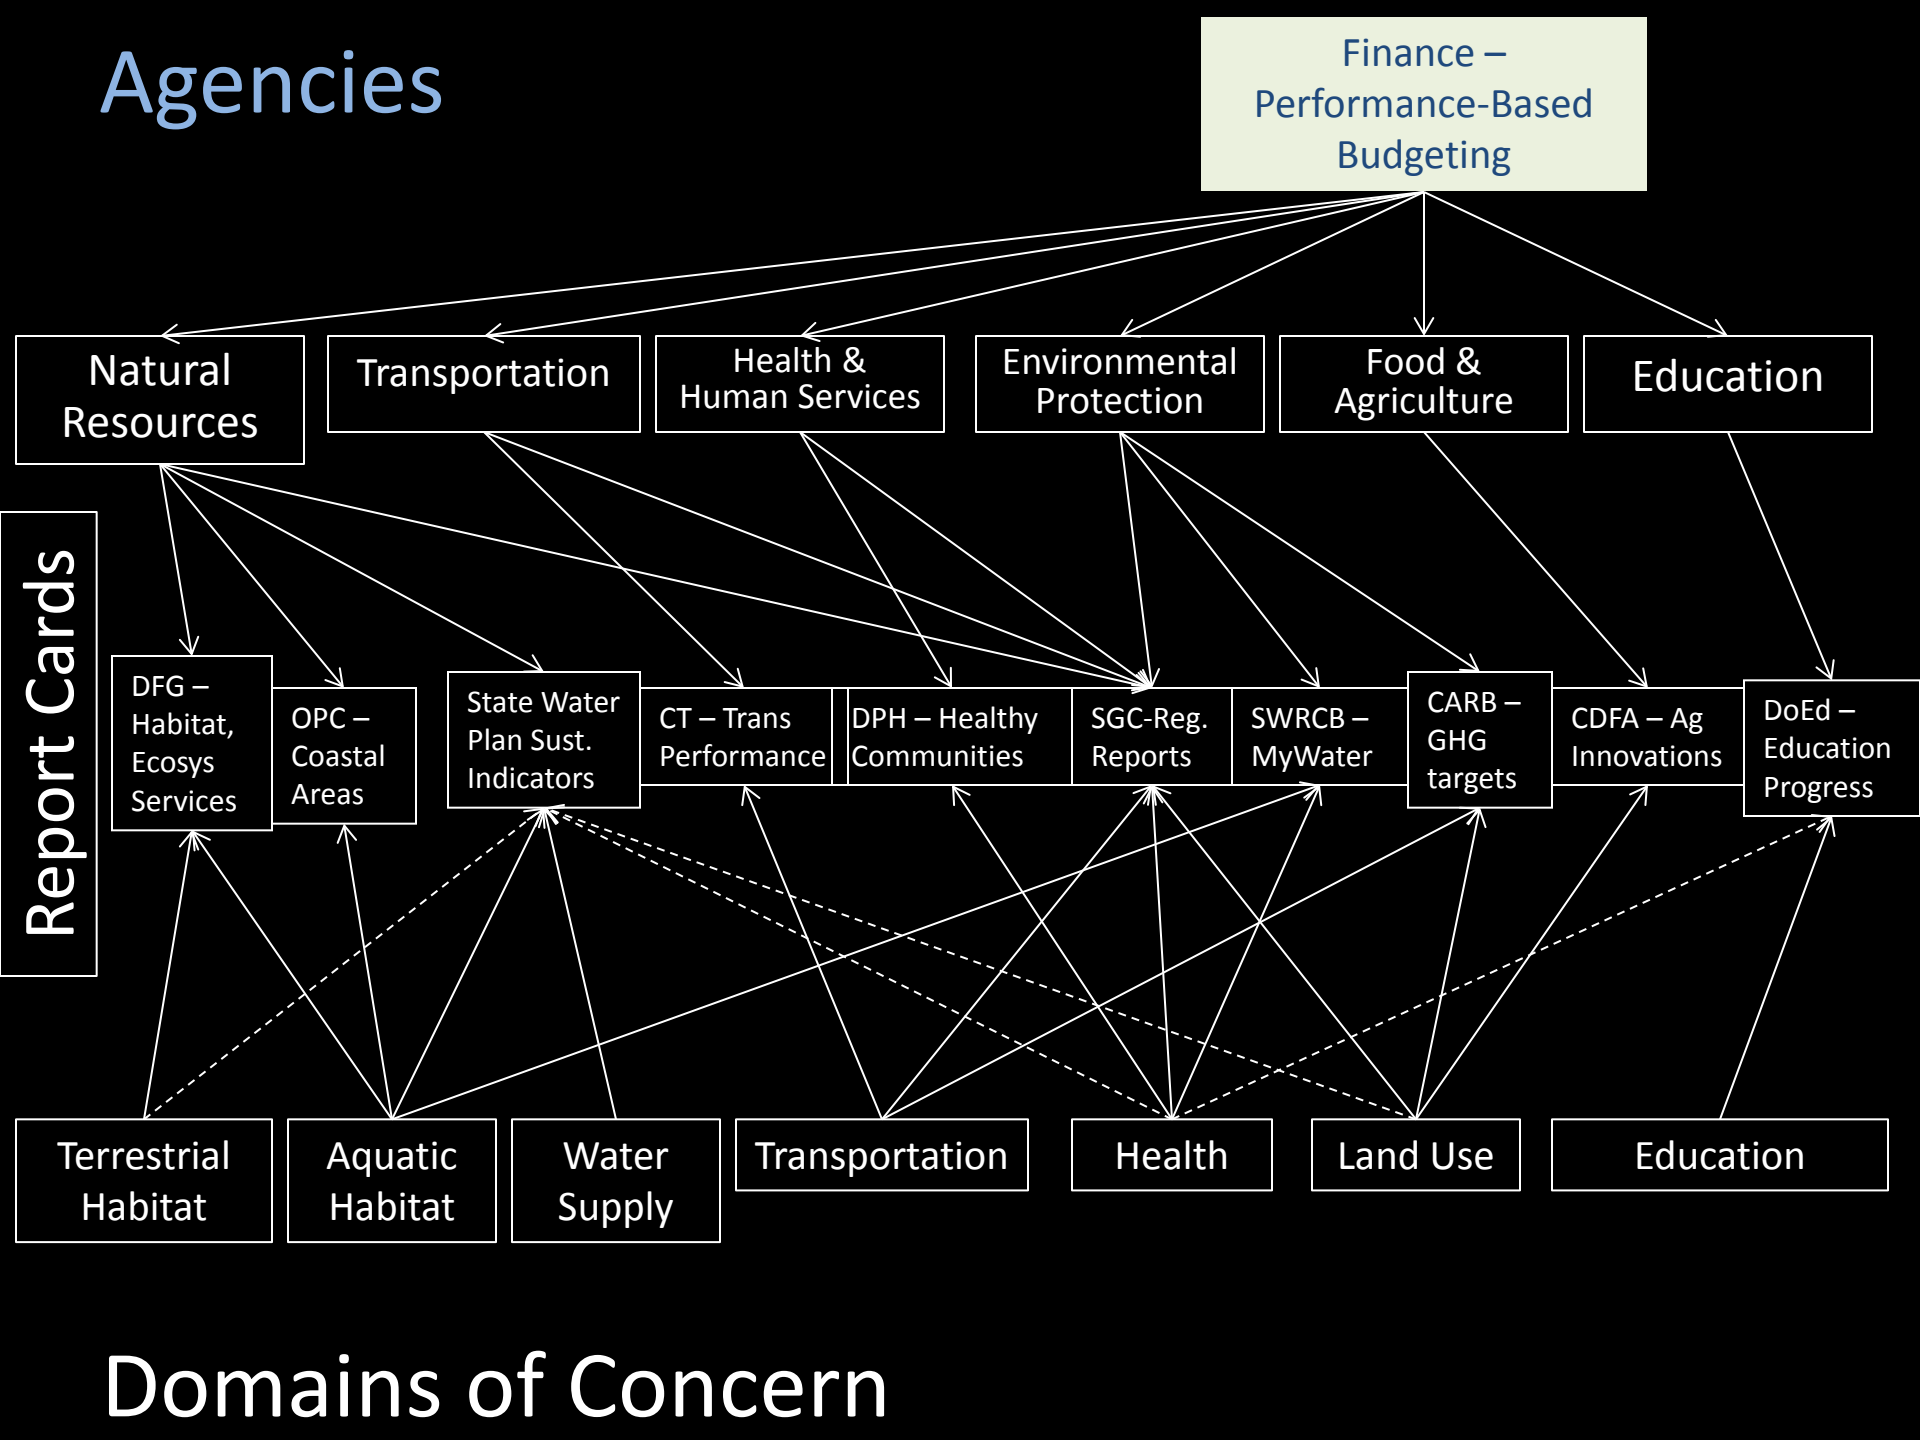 Agencies
Finance –
Performance-Based
Budgeting
Natural
Resources
Transportation
Health &
Human Services
Environmental
Protection
Food &
Agriculture
Education
Report Cards
DFG –
Habitat,
Ecosys
Services
OPC –
Coastal
Areas
State Water
Plan Sust.
Indicators
CT – Trans
Performance
DPH – Healthy
Communities
SGC-Reg.
Reports
SWRCB –
MyWater
CARB –
GHG
targets
CDFA – Ag
Innovations
DoEd –
Education
Progress
Terrestrial
Habitat
Aquatic
Habitat
Water
Supply
Transportation
Health
Land Use
Education
Domains of Concern